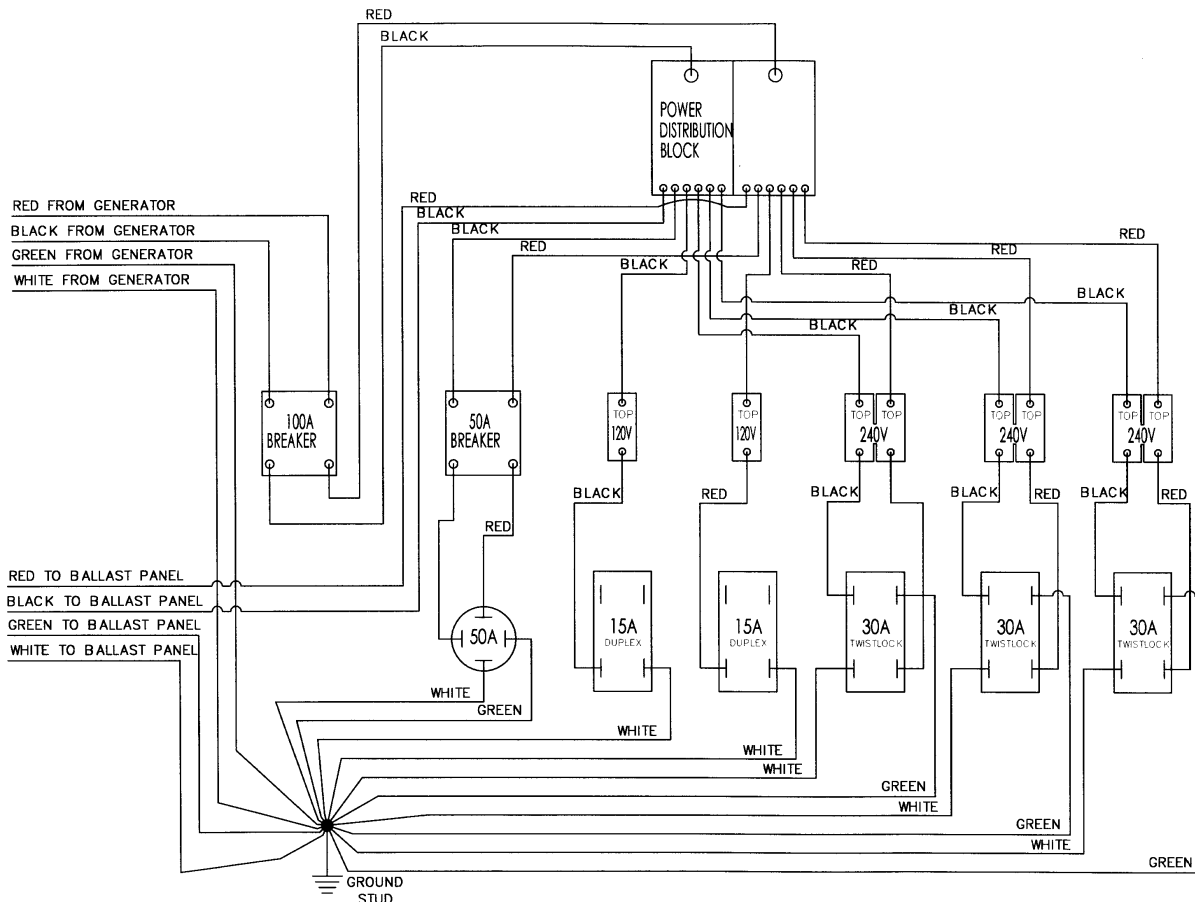 RED
BLACK
POWER
DISTRIBUTION
BLOCK
RED FROM GENERATOR
BLACK FROM GENERATOR
GREEN FROM GENERATOR
WHITE FROM GENERATOR
RED
BLACK
BLACK
RED
BLACK
RED
RED
RED
BLACK
BLACK
BLACK
100A
BREAKER
50A
BREAKER
TOP
120V
TOP
120V
TOP TOP
240V
TOP TOP
240V
TOP TOP
240V
BLACK
RED
BLACK
BLACK
RED
BLACK
RED
RED
RED TO BALLAST PANEL
BLACK TO BALLAST PANEL
GREEN TO BALLAST PANEL
WHITE TO BALLAST PANEL
50A
15A
DUPLEX
15A
DUPLEX
30A
TWISTLOCK
30A
TWISTLOCK
30A
TWISTLOCK
WHITE
GREEN
WHITE
WHITE
WHITE
GREEN
WHITE
GREEN
WHITE
GREEN
GROUND
STUD